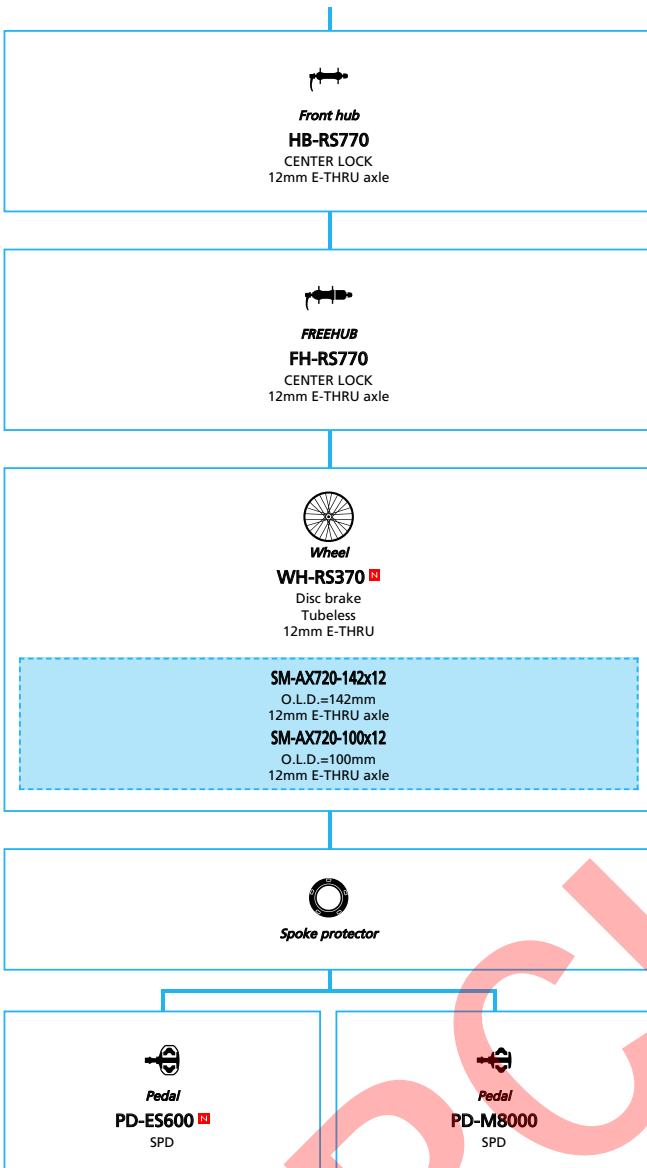 Front hub
HB-RS770
CENTER LOCK
12mm E-THRU axle
FREEHUB
FH-RS770
CENTER LOCK
12mm E-THRU axle
Wheel
WH-RS370 N
Disc brake
Tubeless
12mm E-THRU
SM-AX720-142x12
O.L.D.=142mm
12mm E-THRU axle
SM-AX720-100x12
O.L.D.=100mm
12mm E-THRU axle
Spoke protector
Pedal
PD-ES600 N
SPD
Pedal
PD-M8000
SPD